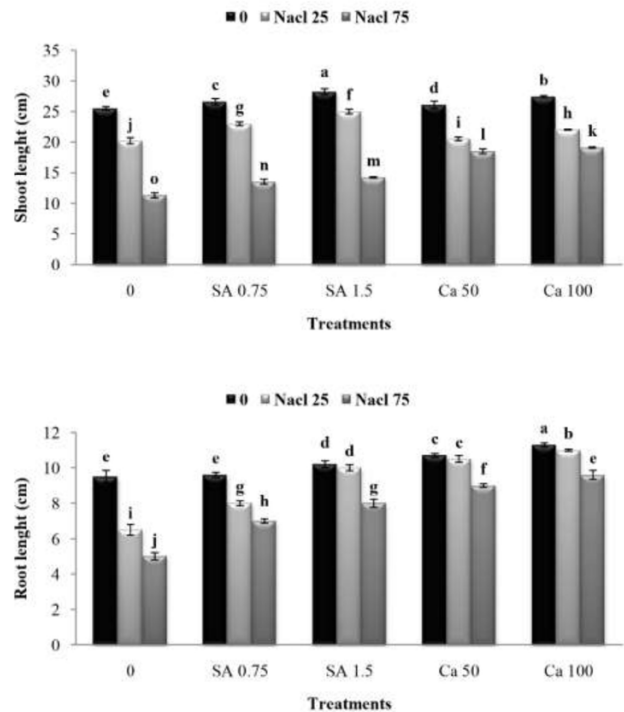 0 Nacl 25 Nacl 75
Shoot lenght (cm)
35
30
25
20
15
10
5
0
e j o
c g n
a f m
d i l
b h k
0 SA 0.75 SA 1.5 Ca 50 Ca 100
Treatments
0 Nacl 25 Nacl 75
Root lenght (cm)
12
10
8
6
4
2
0
e i j
e g h
d d g
c c f
a b e
0 SA 0.75 SA 1.5 Ca 50 Ca 100
Treatments